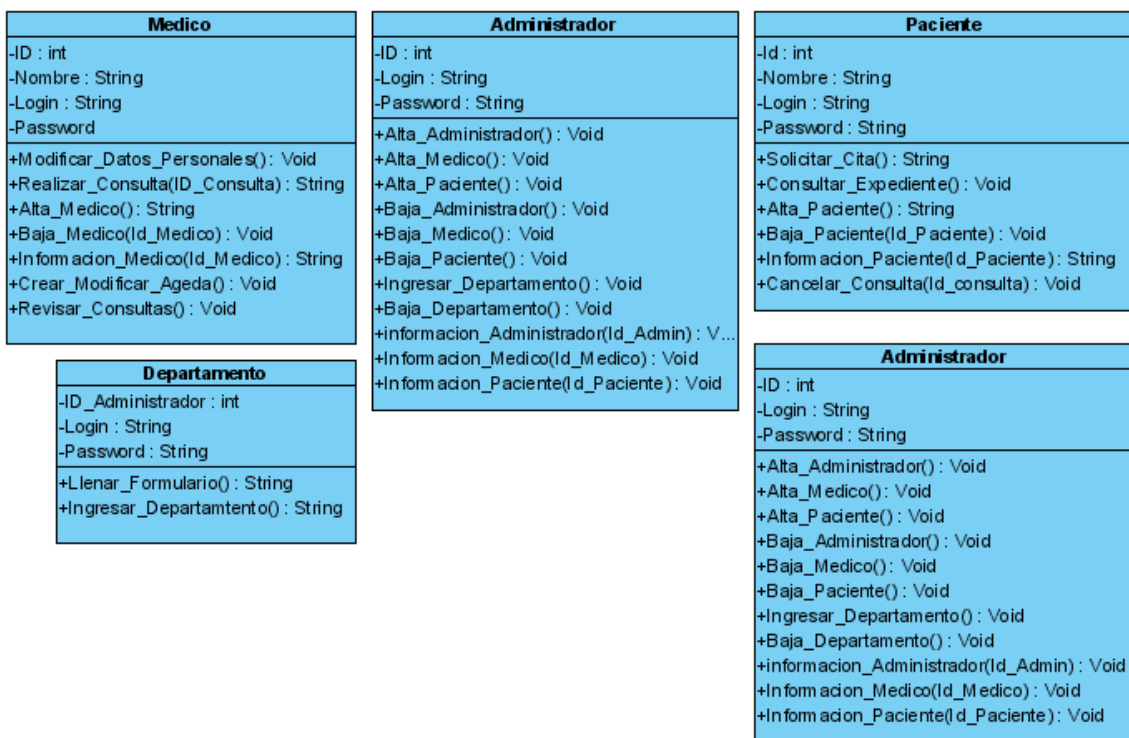 Medico
-ID : int
-Nombre : String
-Login : String
-Password
+Modificar_Datos_Personales() : Void
+Realizar_Consulta(ID_Consulta) : String
+Alta_Medico() : String
+Baja_Medico(Id_Medico) : Void
+Informacion_Medico(Id_Medico) : String
+Crear_Modificar_Ageda() : Void
+Revisar_Consultas() : Void
Administrador
-ID : int
-Login : String
-Password : String
+Alta_Administrador() : Void
+Alta_Medico() : Void
+Alta_Paciente() : Void
+Baja_Administrador() : Void
+Baja_Medico() : Void
+Baja_Paciente() : Void
+Ingresar_Departamento() : Void
+Baja_Departamento() : Void
+informacion_Administrador(Id_Admin) : V...
+Informacion_Medico(Id_Medico) : Void
+Informacion_Paciente(Id_Paciente) : Void
Paciente
-Id : int
-Nombre : String
-Login : String
-Password : String
+Solicitar_Cita() : String
+Consultar_Expediente() : Void
+Alta_Paciente() : String
+Baja_Paciente(Id_Paciente) : Void
+Informacion_Paciente(Id_Paciente) : String
+Cancelar_Consulta(Id_consulta) : Void
Departamento
-ID_Administrador : int
-Login : String
-Password : String
+Llenar_Formulario() : String
+Ingresar_Departamtento() : String
Administrador
-ID : int
-Login : String
-Password : String
+Alta_Administrador() : Void
+Alta_Medico() : Void
+Alta_Paciente() : Void
+Baja_Administrador() : Void
+Baja_Medico() : Void
+Baja_Paciente() : Void
+Ingresar_Departamento() : Void
+Baja_Departamento() : Void
+informacion_Administrador(Id_Admin) : Void
+Informacion_Medico(Id_Medico) : Void
+Informacion_Paciente(Id_Paciente) : Void